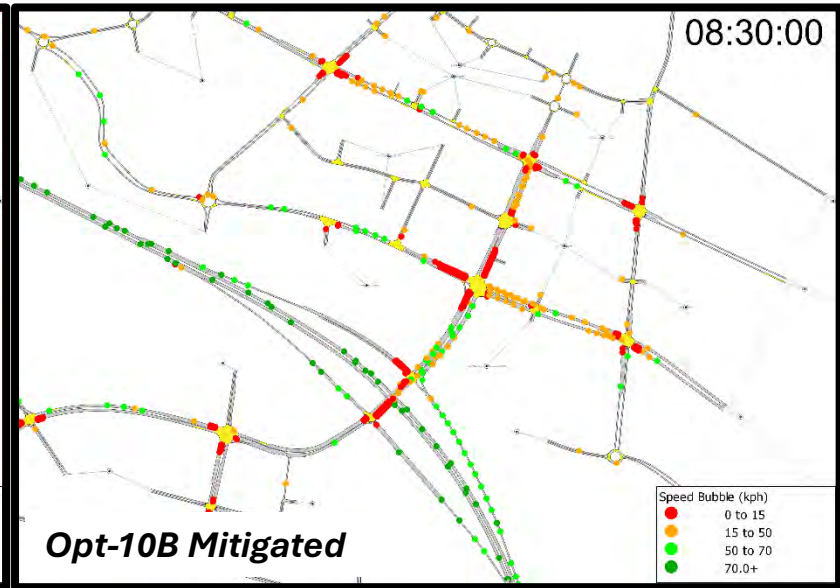 08:30:00
Speed Bubble (kph)
0 to 15
15 to 50
50 to 70
70.0+
Opt-10B Mitigated